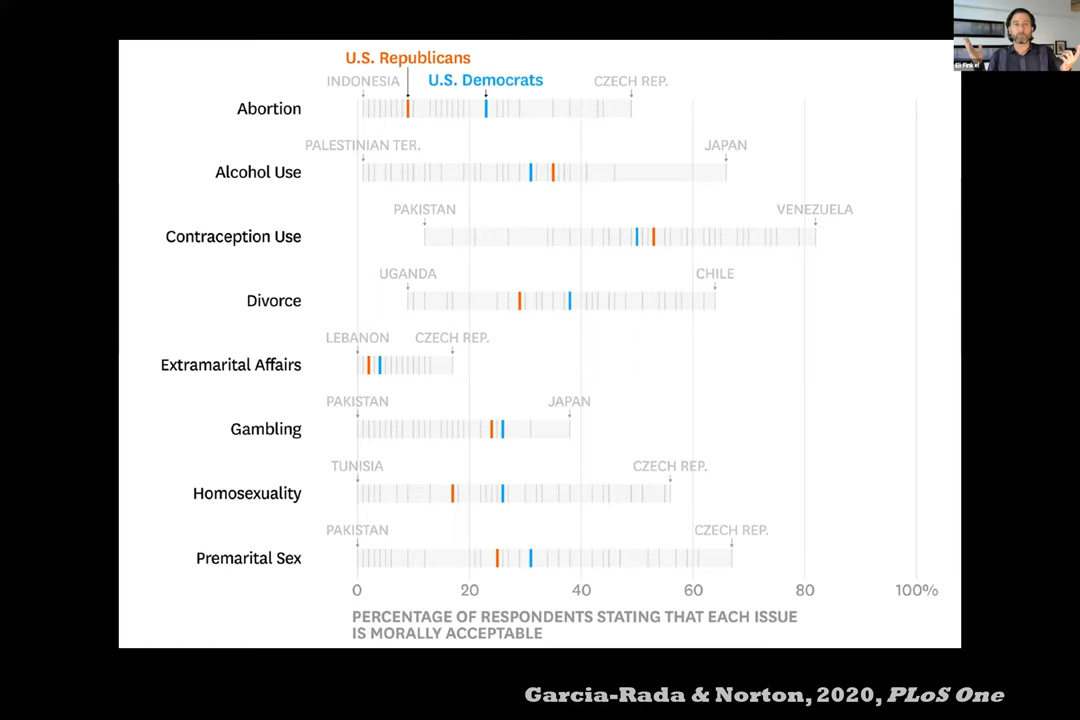 Eli Finkel
U.S. Republicans
INDONESIA
U.S. Democrats
CZECH REP.
Abortion
PALESTINIAN TER.
JAPAN
Alcohol Use
PAKISTAN
VENEZUELA
Contraception Use
UGANDA
CHILE
Divorce
LEBANON
CZECH REP.
Extramarital Affairs
PAKISTAN
JAPAN
Gambling
TUNISIA
CZECH REP.
Homosexuality
PAKISTAN
CZECH REP.
Premarital Sex
0 20 40 60 80 100%
PERCENTAGE OF RESPONDENTS STATING THAT EACH ISSUE
IS MORALLY ACCEPTABLE
Garcia-Rada & Norton, 2020, PLoS One